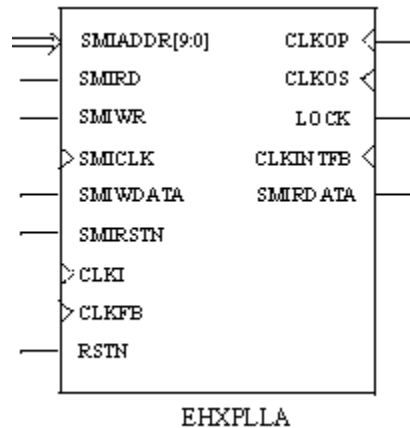 SMIADDR[9:0] CLKOP
SMIRD CLKOS
SMIWR LOCK
SMICLK CLKINTFB
SMIWDATA SMIRDATA
SMIRSTN
CLKI
CLKFB
RSTN
EHXPLLA